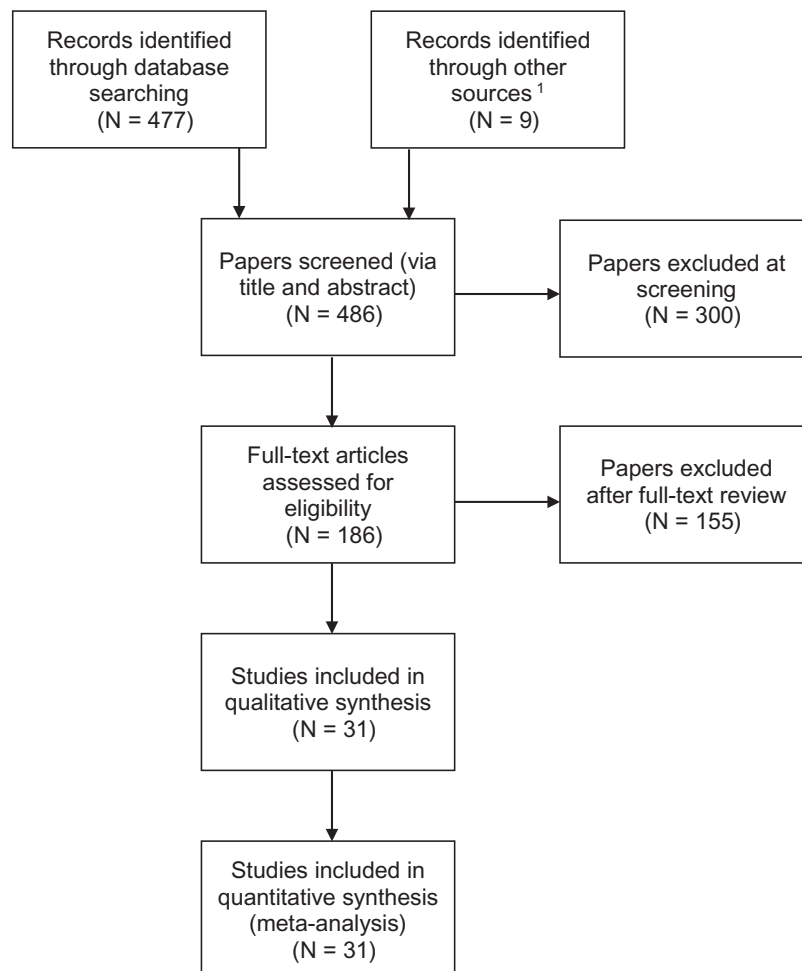 Records identified
through database
searching
(N = 477)
Records identified
through other
sources ¹
(N = 9)
Papers screened (via
title and abstract)
(N = 486)
Papers excluded at
screening
(N = 300)
Full-text articles
assessed for
eligibility
(N = 186)
Papers excluded
after full-text review
(N = 155)
Studies included in
qualitative synthesis
(N = 31)
Studies included in
quantitative synthesis
(meta-analysis)
(N = 31)